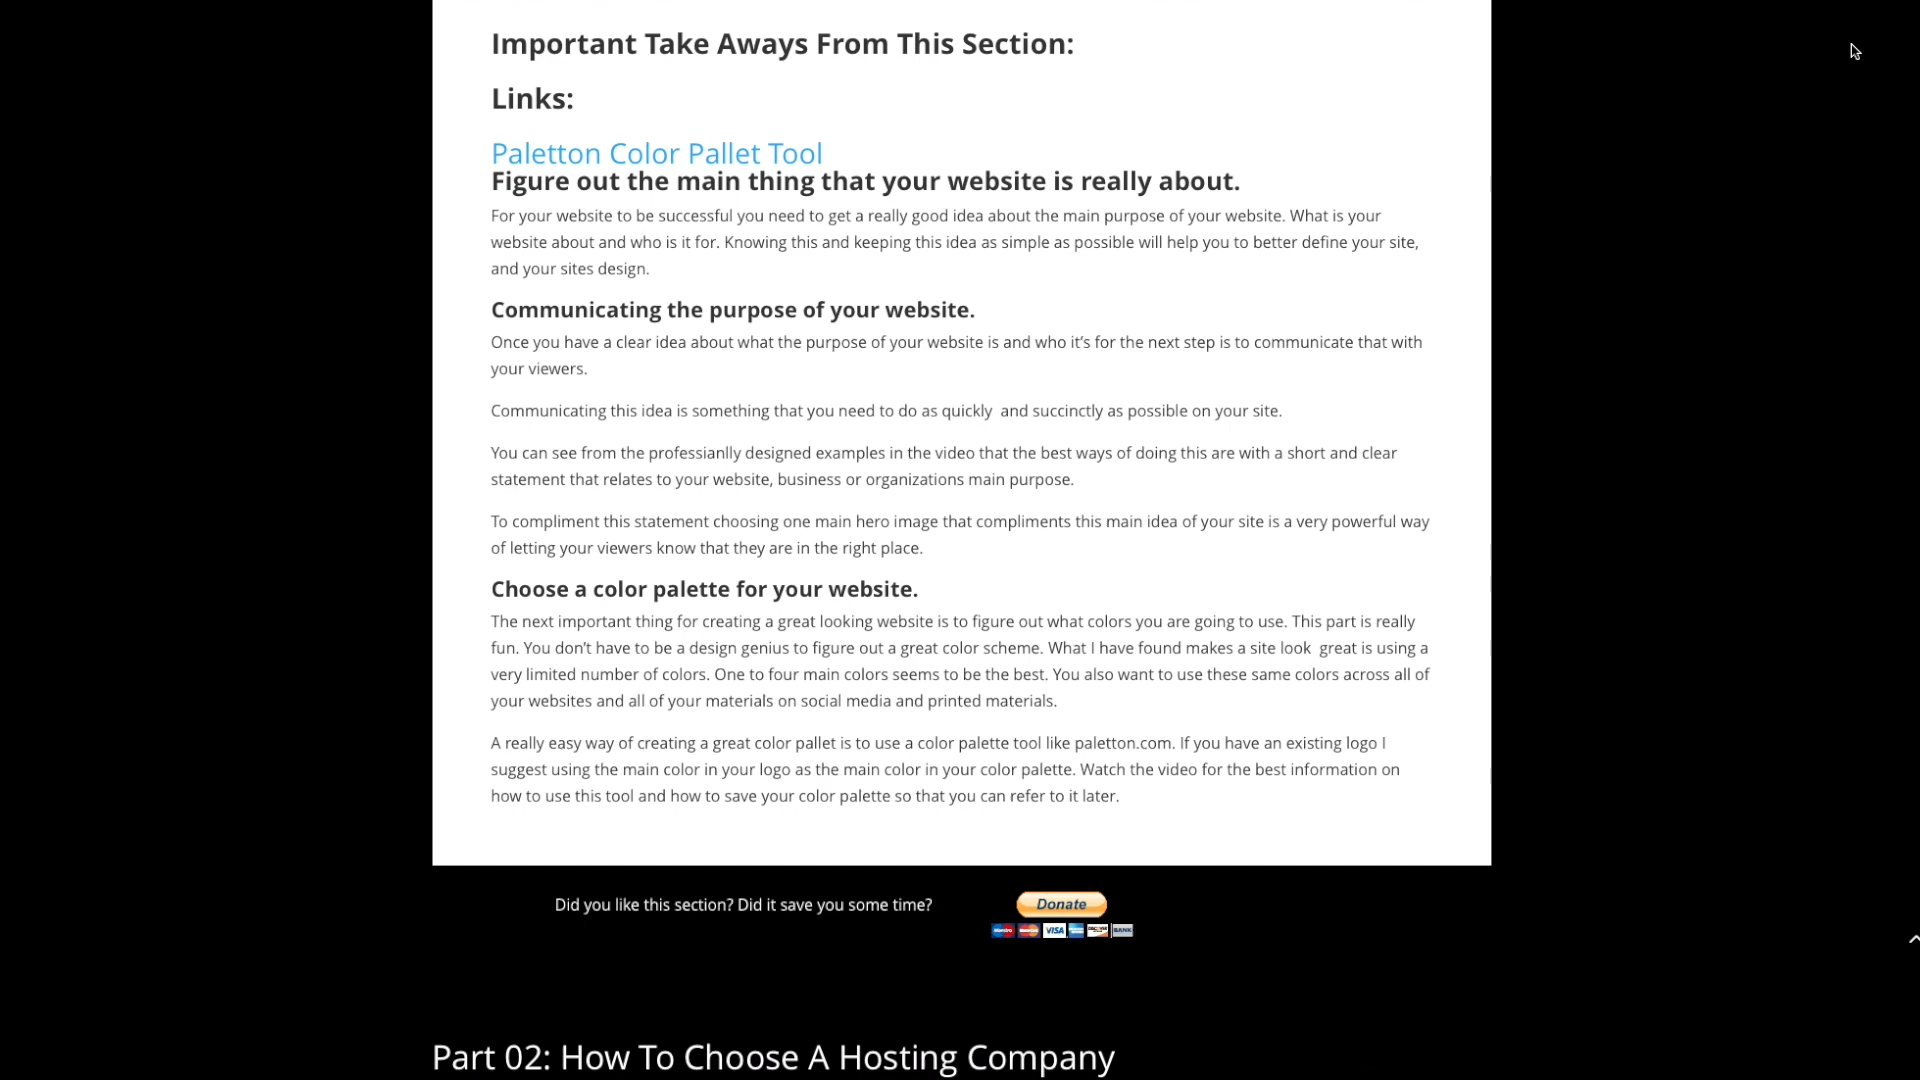 Important Take Aways From This Section:
Links:
Paletton Color Pallet Tool
Figure out the main thing that your website is really about.
For your website to be successful you need to get a really good idea about the main purpose of your website. What is your
website about and who is it for. Knowing this and keeping this idea as simple as possible will help you to better define your site,
and your sites design.
Communicating the purpose of your website.
Once you have a clear idea about what the purpose of your website is and who it’s for the next step is to communicate that with
your viewers.
Communicating this idea is something that you need to do as quickly  and succinctly as possible on your site.
You can see from the professianlly designed examples in the video that the best ways of doing this are with a short and clear
statement that relates to your website, business or organizations main purpose.
To compliment this statement choosing one main hero image that compliments this main idea of your site is a very powerful way
of letting your viewers know that they are in the right place.
Choose a color palette for your website.
The next important thing for creating a great looking website is to figure out what colors you are going to use. This part is really
fun. You don’t have to be a design genius to figure out a great color scheme. What I have found makes a site look  great is using a
very limited number of colors. One to four main colors seems to be the best. You also want to use these same colors across all of
your websites and all of your materials on social media and printed materials.
A really easy way of creating a great color pallet is to use a color palette tool like paletton.com. If you have an existing logo I
suggest using the main color in your logo as the main color in your color palette. Watch the video for the best information on
how to use this tool and how to save your color palette so that you can refer to it later.
Did you like this section? Did it save you some time?
Donate
VISA
BANK
Part 02: How To Choose A Hosting Company